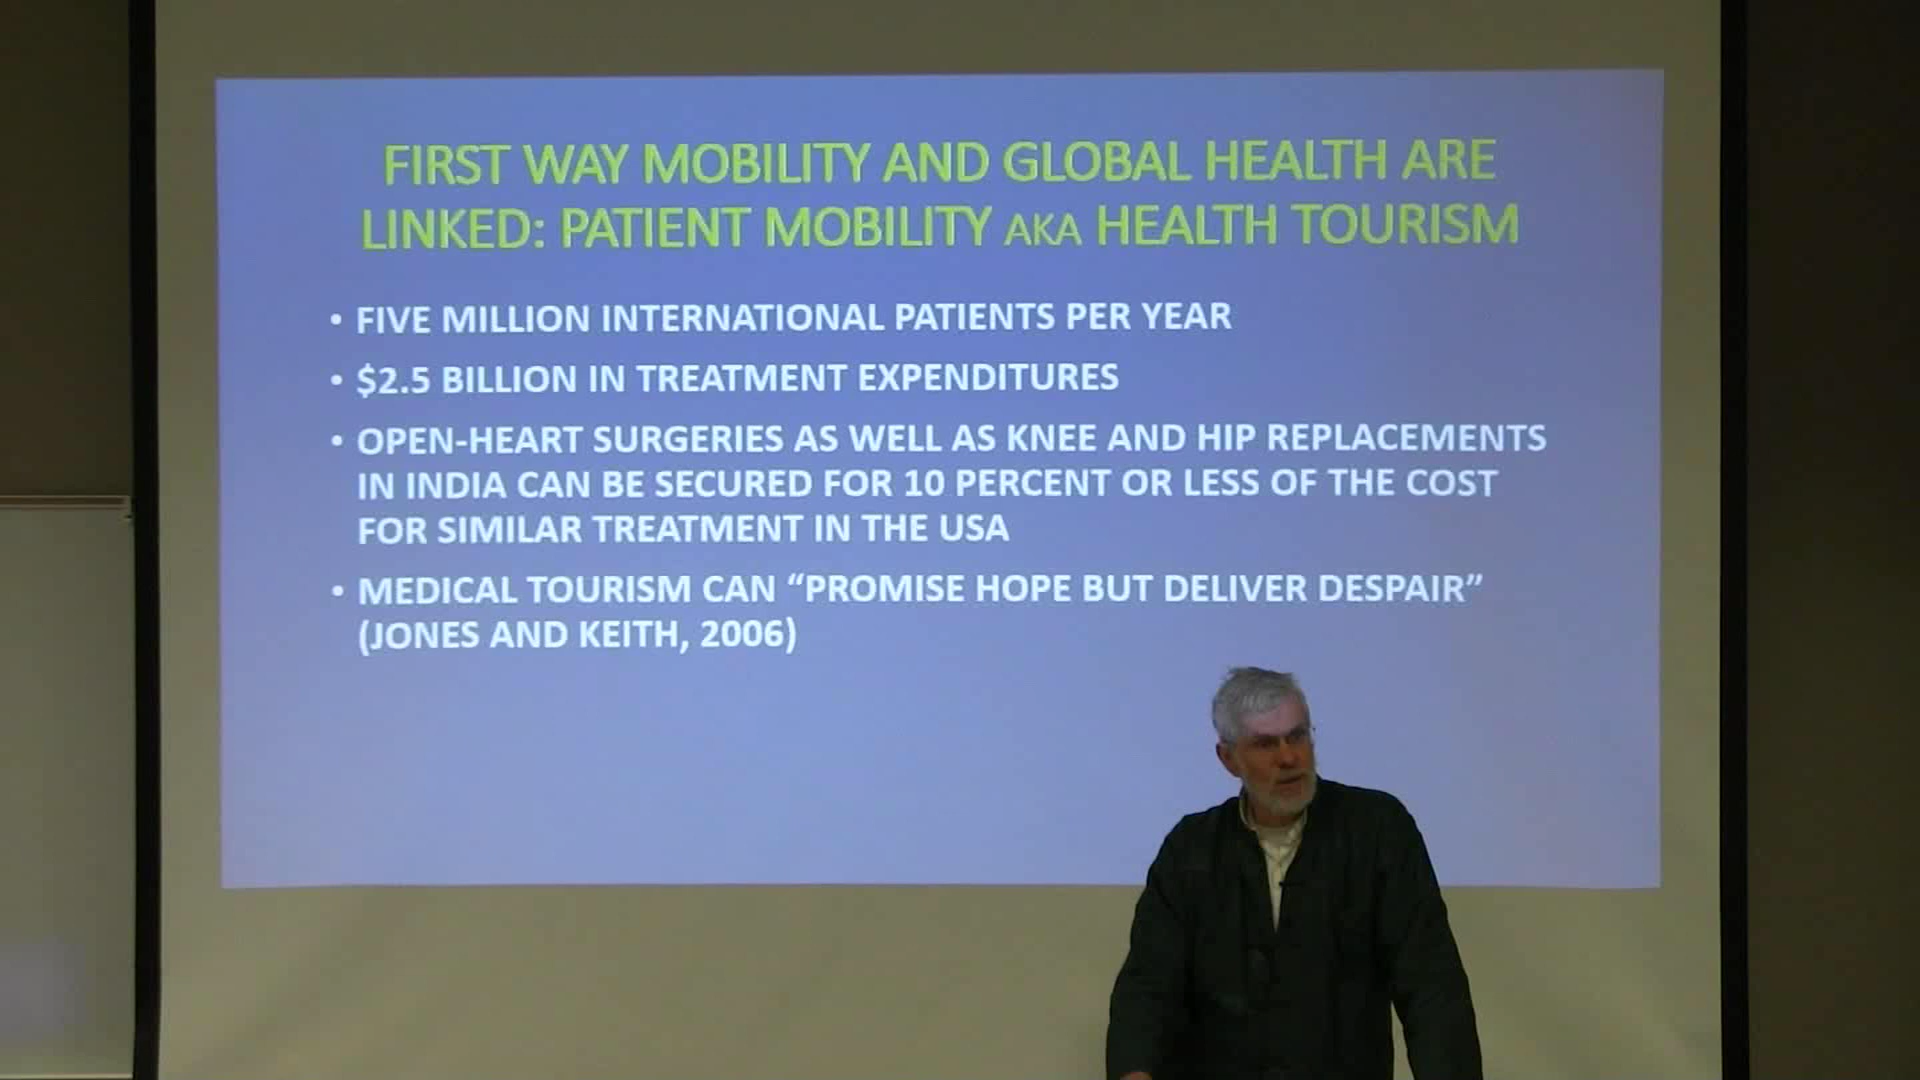 FIRST WAY MOBILITY AND GLOBAL HEALTH ARE
LINKED: PATIENT MOBILITY AKA HEALTH TOURISM
• FIVE MILLION INTERNATIONAL PATIENTS PER YEAR
• $2.5 BILLION IN TREATMENT EXPENDITURES
• OPEN-HEART SURGERIES AS WELL AS KNEE AND HIP REPLACEMENTS
IN INDIA CAN BE SECURED FOR 10 PERCENT OR LESS OF THE COST
FOR SIMILAR TREATMENT IN THE USA
• MEDICAL TOURISM CAN “PROMISE HOPE BUT DELIVER DESPAIR”
(JONES AND KEITH, 2006)